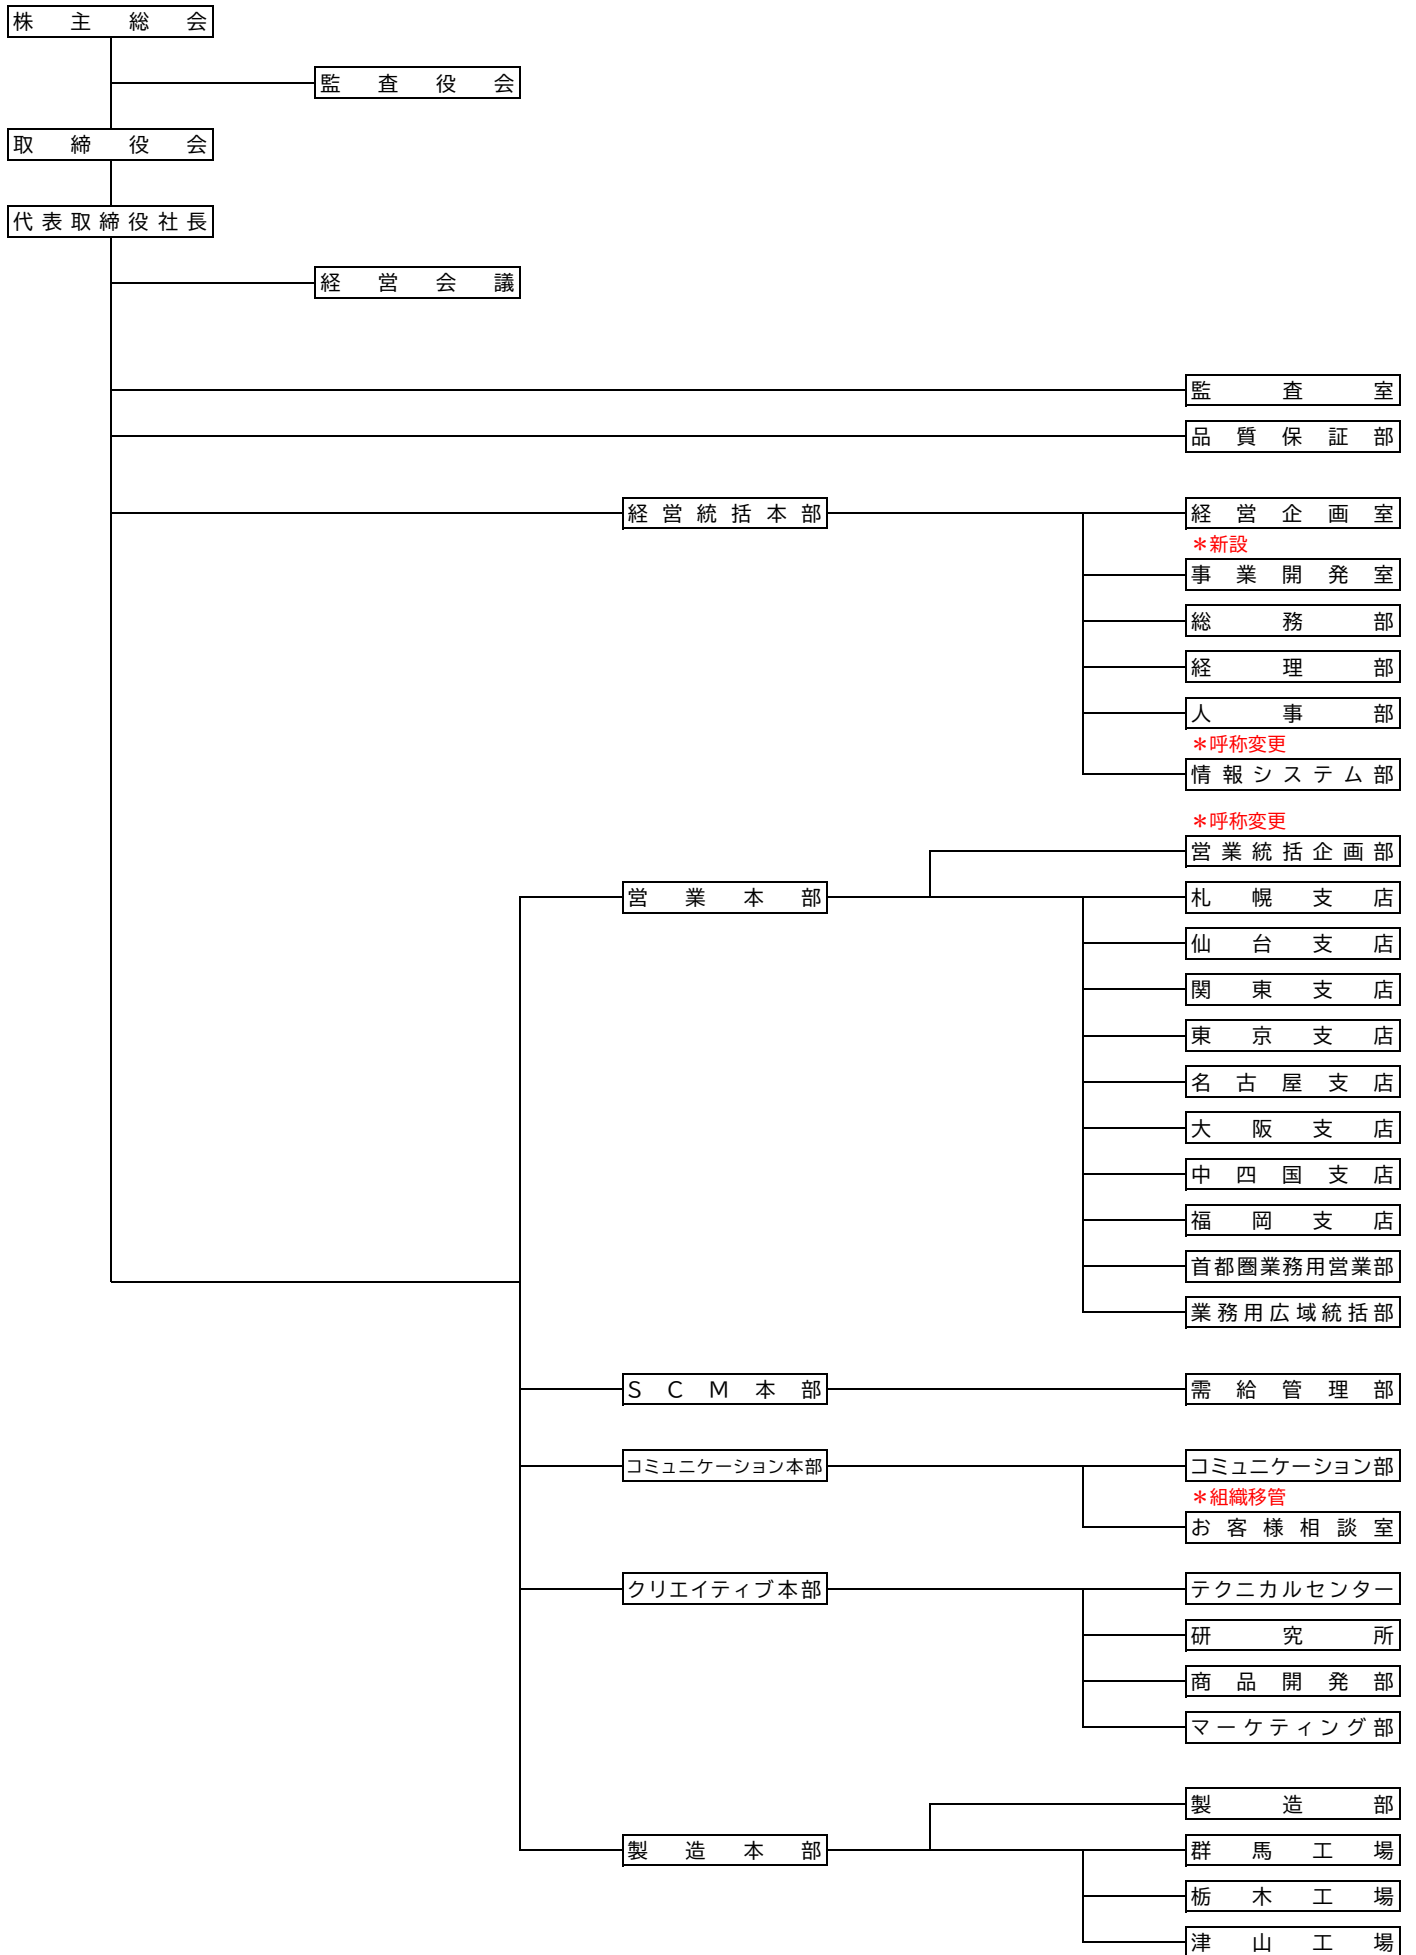 株主総会
監査役会
取締役会
代表取締役社長
経営会議
監査室
品質保証部
経営統括本部
経営企画室
＊新設
事業開発室
総務部
経理部
人事部
＊呼称変更
情報システム部
＊呼称変更
営業統括企画部
営業本部
札幌支店
仙台支店
関東支店
東京支店
名古屋支店
大阪支店
中四国支店
福岡支店
首都圏業務用営業部
業務用広域統括部
ＳＣＭ本部
需給管理部
コミュニケーション本部
コミュニケーション部
＊組織移管
お客様相談室
クリエイティブ本部
テクニカルセンター
研究所
商品開発部
マーケティング部
製造部
製造本部
群馬工場
栃木工場
津山工場